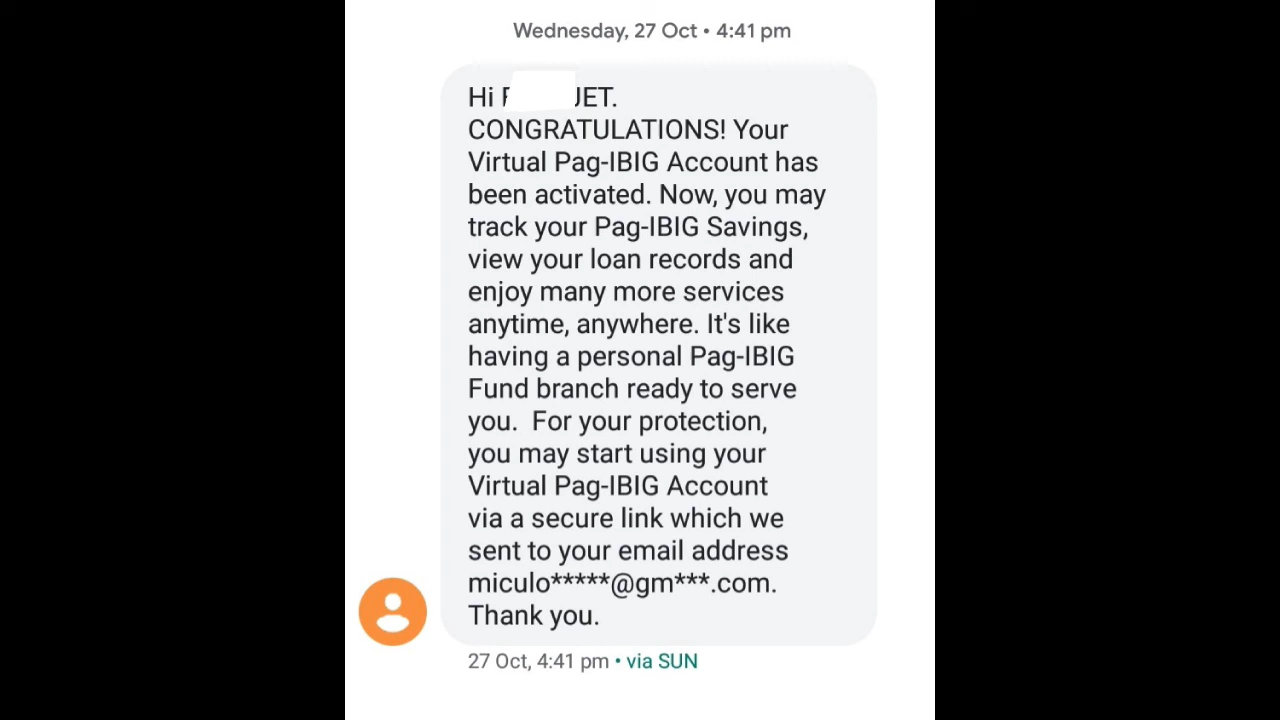 Wednesday, 27 Oct • 4:41 pm
Hi
CONGRATULATIONS! Your
Virtual Pag-IBIG Account has
been activated. Now, you may
track your Pag-IBIG Savings,
view your loan records and
enjoy many more services
anytime, anywhere. It's like
having a personal Pag-IBIG
Fund branch ready to serve
you.  For your protection,
you may start using your
Virtual Pag-IBIG Account
via a secure link which we
sent to your email address
miculo*****@gm***.com.
Thank you.
27 Oct, 4:41 pm • via SUN